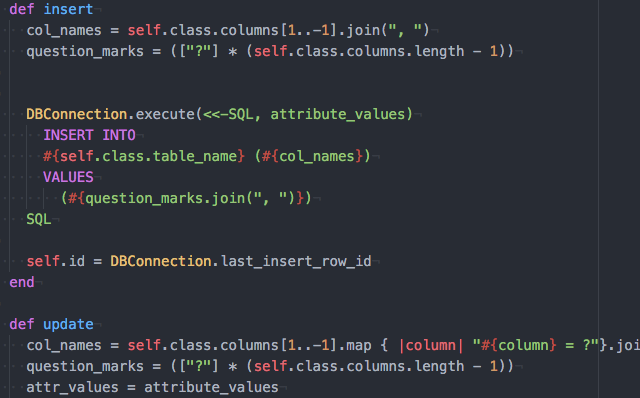 def insert
  col_names = self.class.columns[1..-1].join(", ")
  question_marks = (["?"] * (self.class.columns.length - 1))
  DBConnection.execute(<<-SQL, attribute_values)
    INSERT INTO
    #{self.class.table_name} (#{col_names})
    VALUES
      (#{question_marks.join(", ")})
  SQL
  self.id = DBConnection.last_insert_row_id
end
def update
  col_names = self.class.columns[1..-1].map { |column| "#{column} = ?"}.joi
  question_marks = (["?"] * (self.class.columns.length - 1))
  attr_values = attribute_values